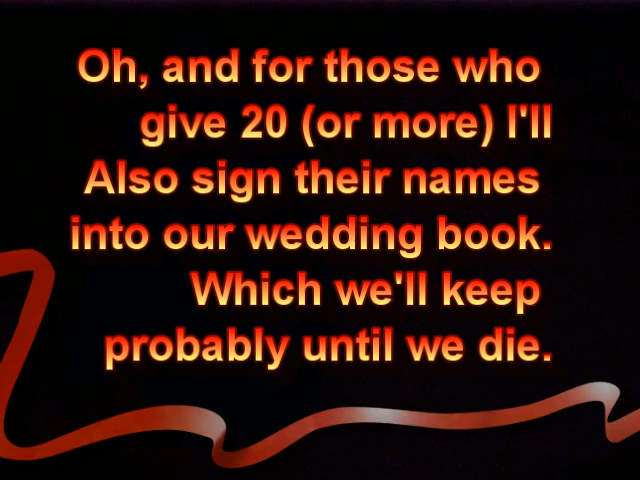 Oh, and for those who
give 20 (or more) I'll
Also sign their names
into our wedding book.
Which we'll keep
probably until we die.